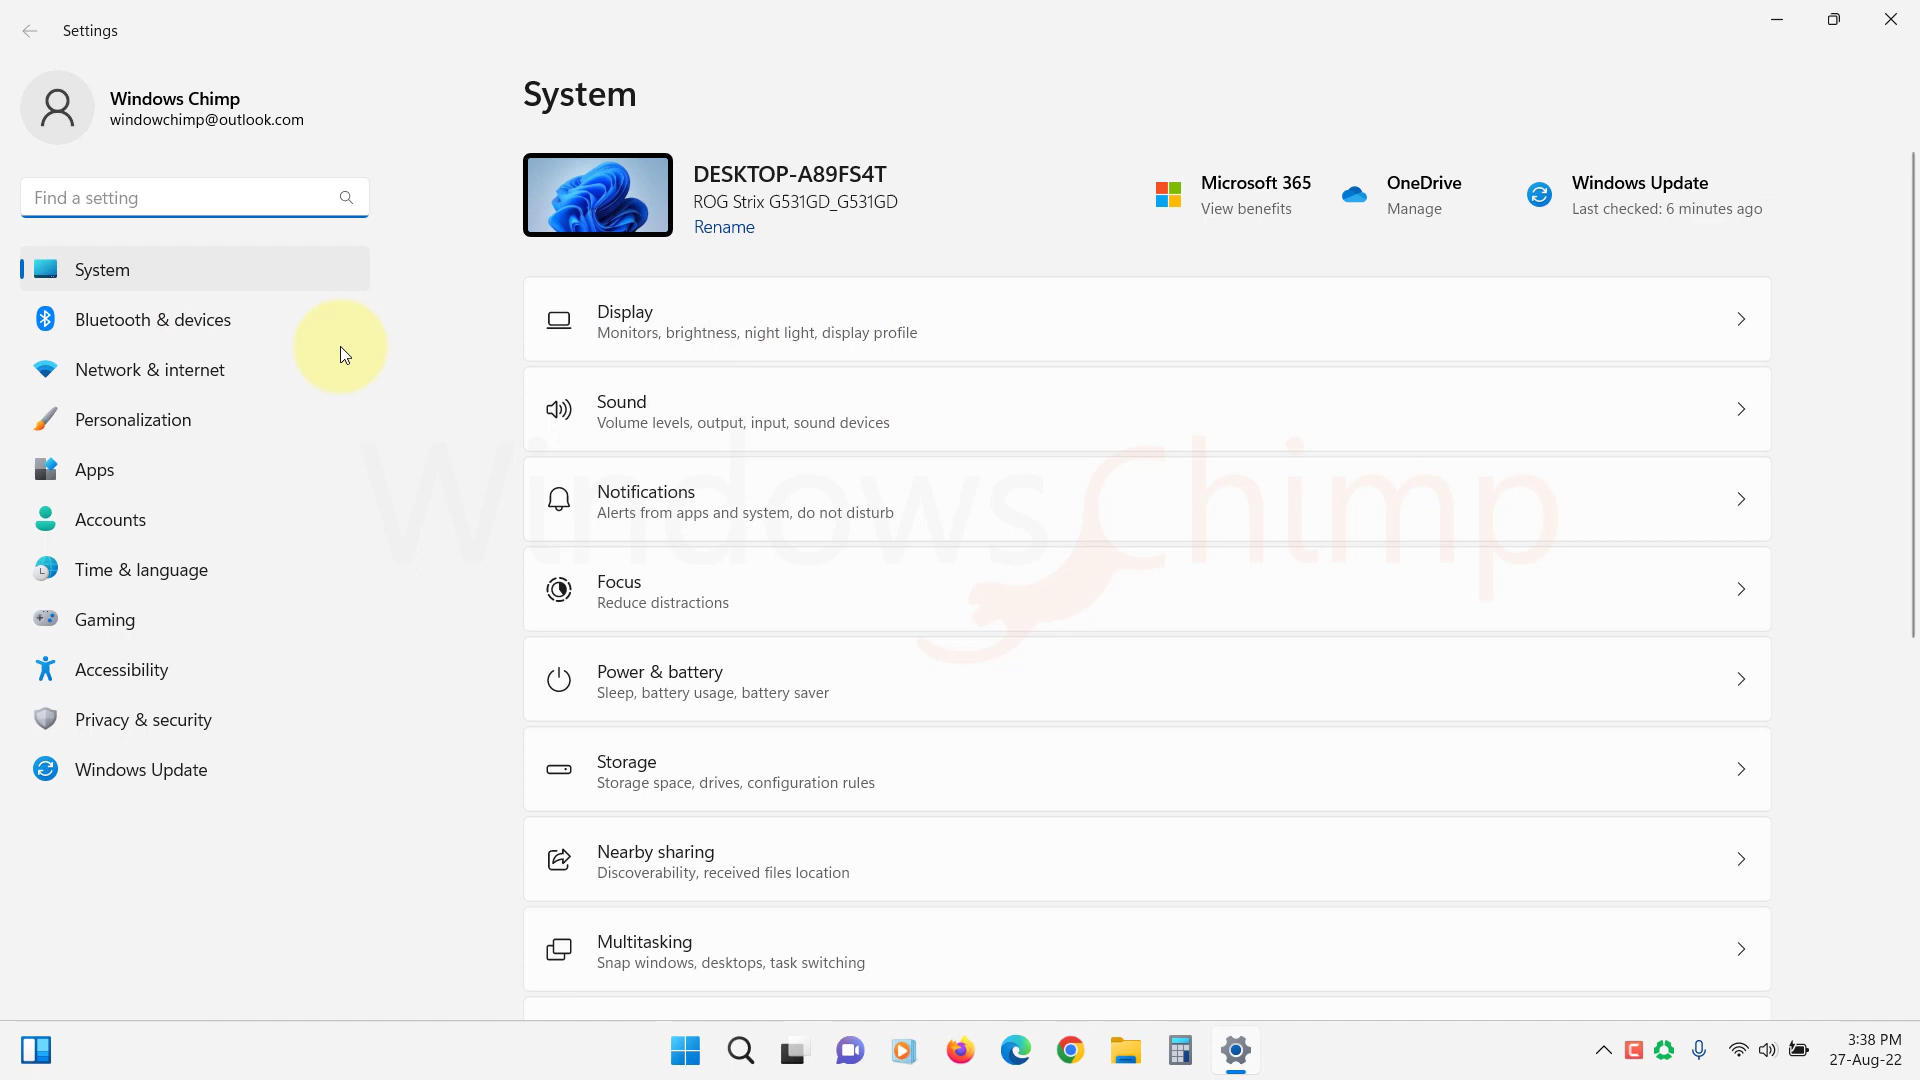 Settings
Windows Chimp
windowchimp@outlook.com
Find a setting
System
Bluetooth & devices
Network & internet
Personalization
Apps
Accounts
Time & language
Gaming
Accessibility
Privacy & security
Windows Update
System
DESKTOP-A89FS4T
ROG Strix G531GD_G531GD
Rename
Microsoft 365
View benefits
OneDrive
Manage
Windows Update
Last checked: 6 minutes ago
Display
Monitors, brightness, night light, display profile
Sound
Volume levels, output, input, sound devices
Notifications
Alerts from apps and system, do not disturb
Focus
Reduce distractions
Power & battery
Sleep, battery usage, battery saver
Storage
Storage space, drives, configuration rules
Nearby sharing
Discoverability, received files location
Multitasking
Snap windows, desktops, task switching
WindowsChimp
3:38 PM
27-Aug-22